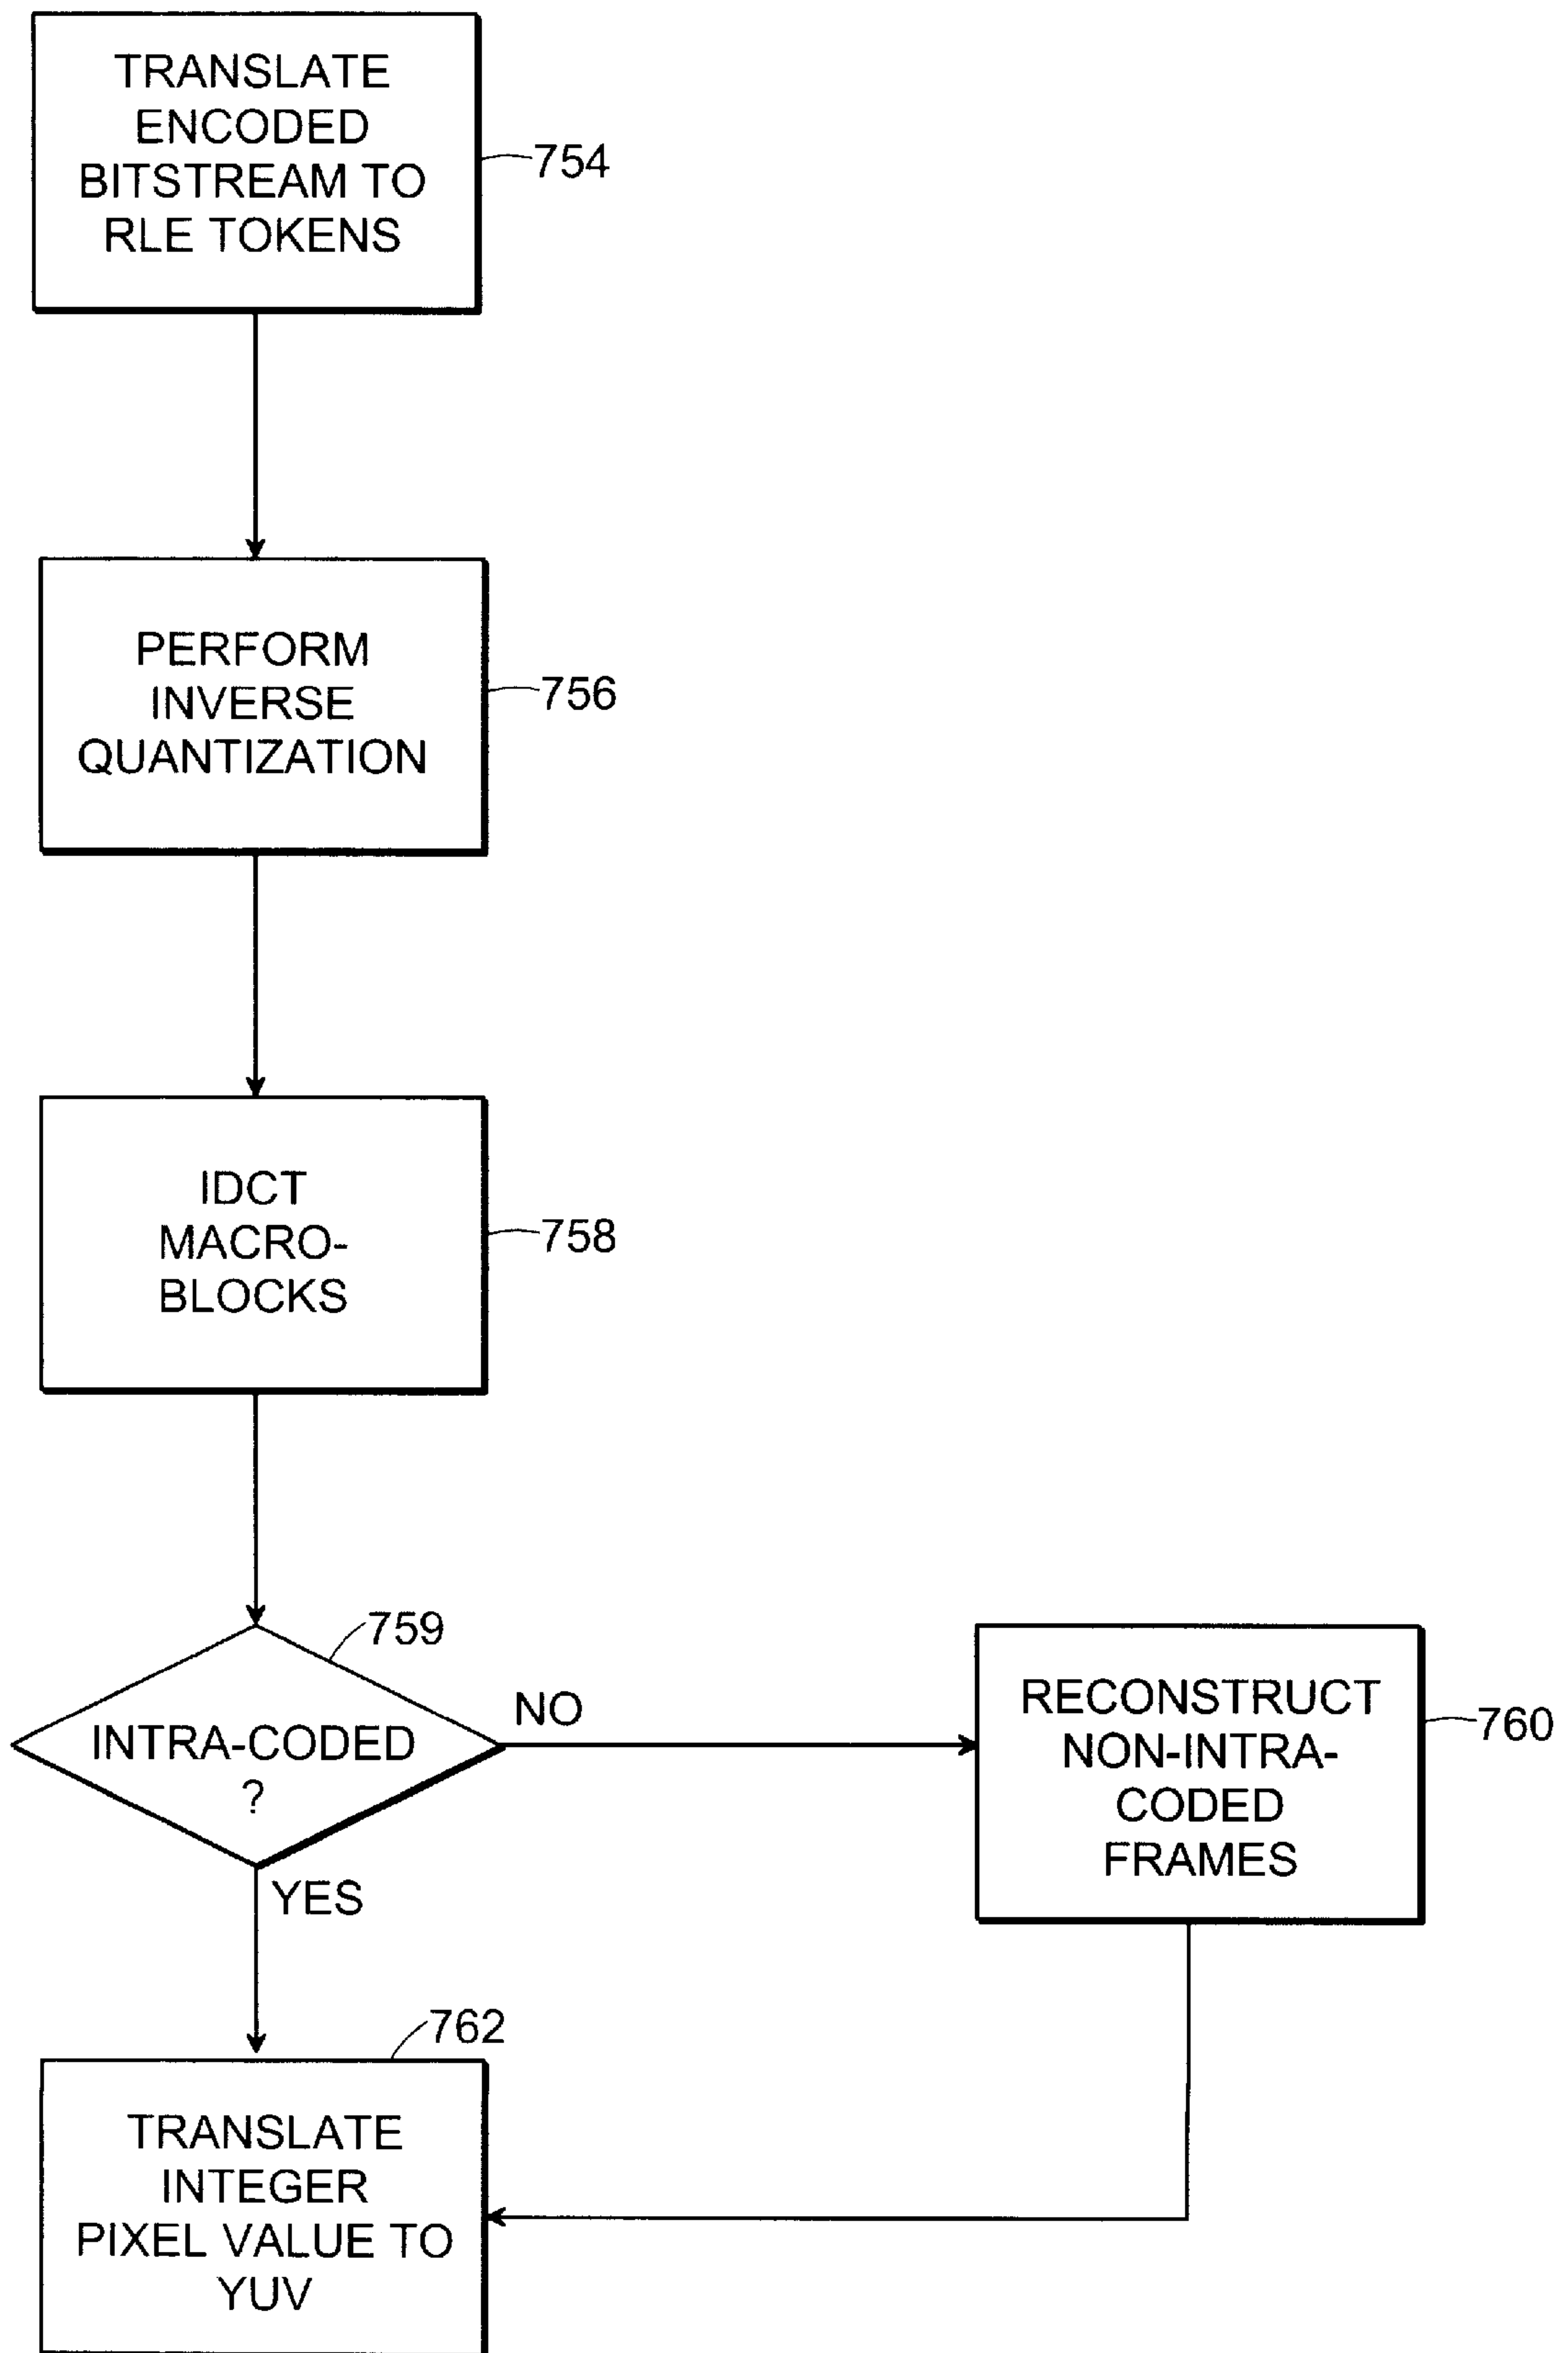 TRANSLATE
ENCODED
BITSTREAM TO
RLE TOKENS
754
PERFORM
INVERSE
QUANTIZATION
756
IDCT
MACRO-
BLOCKS
758
759
INTRA-CODED
?
NO
YES
RECONSTRUCT
NON-INTRA-
CODED
FRAMES
760
762
TRANSLATE
INTEGER
PIXEL VALUE TO
YUV